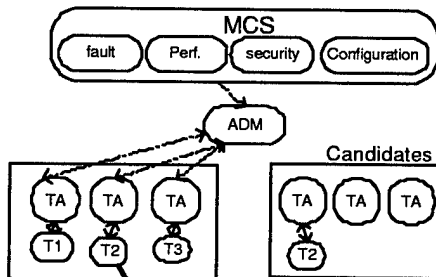 MCS
fault Perf. security Configuration
ADM
Candidates
TA TA TA TA TA TA
T1 T2 T3 T2